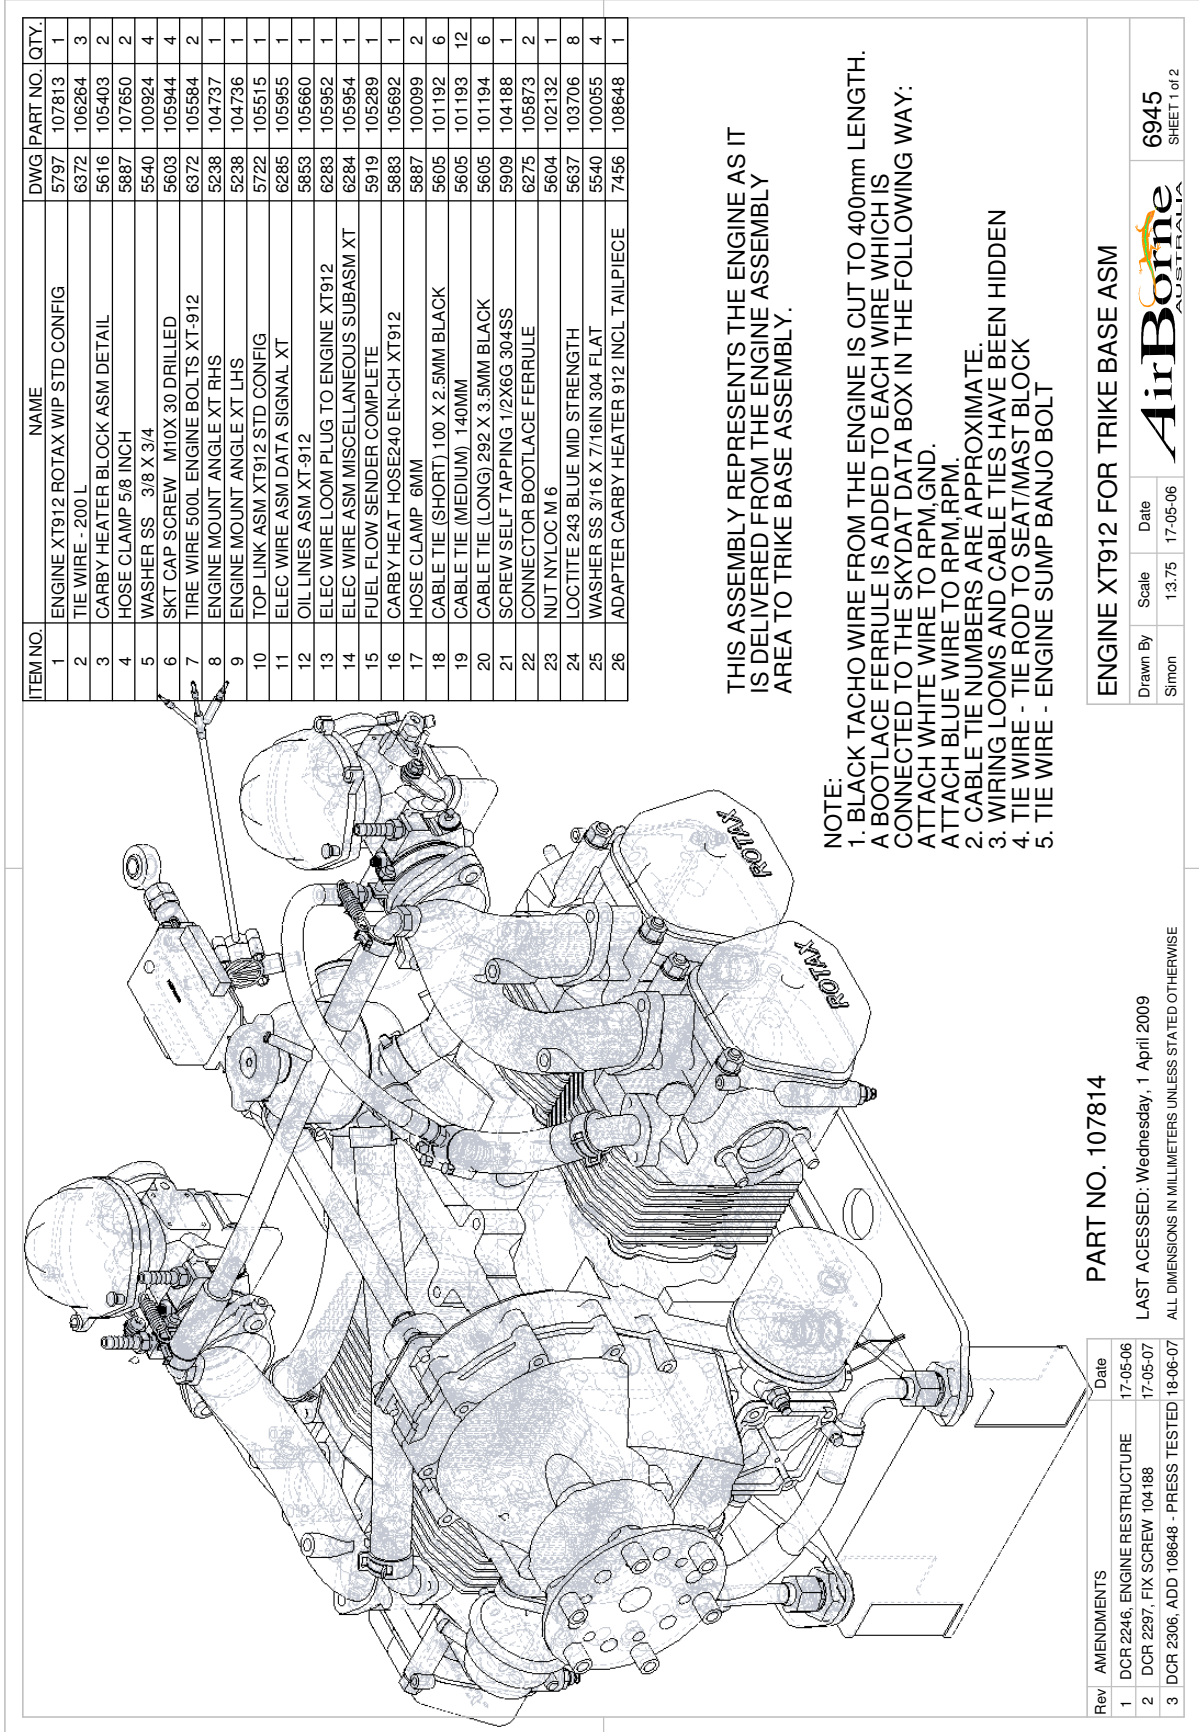 ITEM NO. NAME DWG PART NO. QTY.
1 ENGINE XT912 ROTAX WIP STD CONFIG 5797 107813 1
2 TIE WIRE - 200 L 6372 106264 3
3 CARBY HEATER BLOCK ASM DETAIL 5616 105403 2
4 HOSE CLAMP 5/8 INCH 5887 107650 2
5 WASHER SS 3/8 X 3/4 5540 100924 4
6 SKT CAP SCREW M10X 30 DRILLED 5603 105944 4
7 TIRE WIRE 500L ENGINE BOLTS XT-912 6372 105584 2
8 ENGINE MOUNT ANGLE XT RHS 5238 104737 1
9 ENGINE MOUNT ANGLE XT LHS 5238 104736 1
10 TOP LINK ASM XT912 STD CONFIG 5722 105515 1
11 ELEC WIRE ASM DATA SIGNAL XT 6285 105955 1
12 OIL LINES ASM XT-912 5853 105660 1
13 ELEC WIRE LOOM PLUG TO ENGINE XT912 6283 105952 1
14 ELEC WIRE ASM MISCELLANEOUS SUBASM XT 6284 105954 1
15 FUEL FLOW SENDER COMPLETE 5919 105289 1
16 CARBY HEAT HOSE240 EN-CH XT912 5883 105692 1
17 HOSE CLAMP 6MM 5887 100099 2
18 CABLE TIE (SHORT) 100 X 2.5MM BLACK 5605 101192 6
19 CABLE TIE (MEDIUM) 140MM 5605 101193 12
20 CABLE TIE (LONG) 292 X 3.5MM BLACK 5605 101194 6
21 SCREW SELF TAPPING 1/2X6G 304SS 5909 104188 1
22 CONNECTOR BOOTLACE FERRULE 6275 105873 2
23 NUT NYLOC M 6 5604 102132 1
24 LOCTITE 243 BLUE MID STRENGTH 5637 103706 8
25 WASHER SS 3/16 X 7/16IN 304 FLAT 5540 100055 4
26 ADAPTER CARBY HEATER 912 INCL TAILPIECE 7456 108648 1
THIS ASSEMBLY REPRESENTS THE ENGINE AS IT
IS DELIVERED FROM THE ENGINE ASSEMBLY
AREA TO TRIKE BASE ASSEMBLY.
NOTE:
1. BLACK TACHO WIRE FROM THE ENGINE IS CUT TO 400mm LENGTH.
A BOOTLACE FERRULE IS ADDED TO EACH WIRE WHICH IS
CONNECTED TO THE SKYDAT DATA BOX IN THE FOLLOWING WAY:
ATTACH WHITE WIRE TO RPM,GND.
ATTACH BLUE WIRE TO RPM,RPM.
2. CABLE TIE NUMBERS ARE APPROXIMATE.
3. WIRING LOOMS AND CABLE TIES HAVE BEEN HIDDEN
4. TIE WIRE - TIE ROD TO SEAT/MAST BLOCK
5. TIE WIRE - ENGINE SUMP BANJO BOLT
ROTAX
ROTAX
Rev AMENDMENTS Date
1 DCR 2246, ENGINE RESTRUCTURE 17-05-06
2 DCR 2297, FIX SCREW 104188 17-05-07
3 DCR 2306, ADD 108648 - PRESS TESTED 18-06-07
PART NO. 107814
LAST ACESSED: Wednesday, 1 April 2009
ALL DIMENSIONS IN MILLIMETERS UNLESS STATED OTHERWISE
ENGINE XT912 FOR TRIKE BASE ASM
Drawn By Scale Date
Simon 1:3.75 17-05-06
AirBorne
AUSTRALIA
6945
SHEET 1 of 2